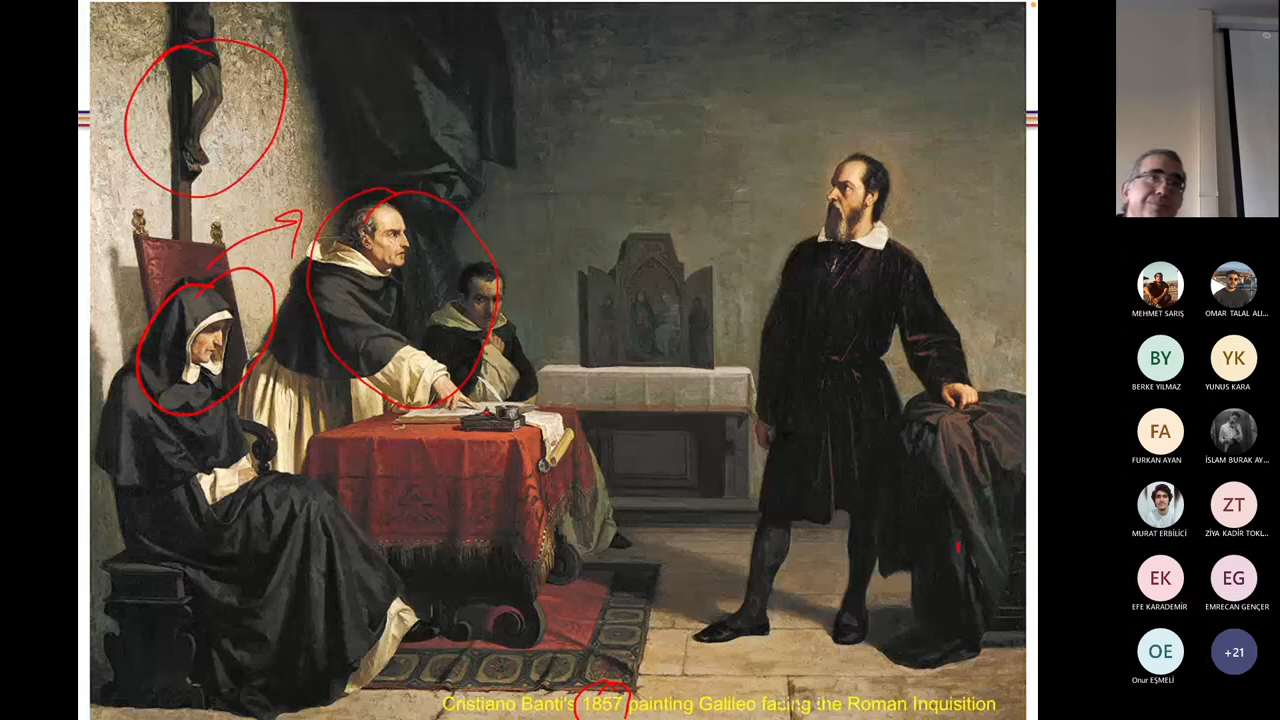 MEHMET SARIŞ
OMAR TALAL ALI...
BY
YK
BERKE YILMAZ
YUNUS KARA
FA
FURKAN AYAN
İSLAM BURAK AY...
ZT
MURAT ERBİLİCİ
ZİYA KADİR TOKL...
EK
EG
EFE KARADEMİR
EMRECAN GENÇER
OE
+21
Onur EŞMELİ
Cristiano Banti's 1857 painting Galileo facing the Roman Inquisition